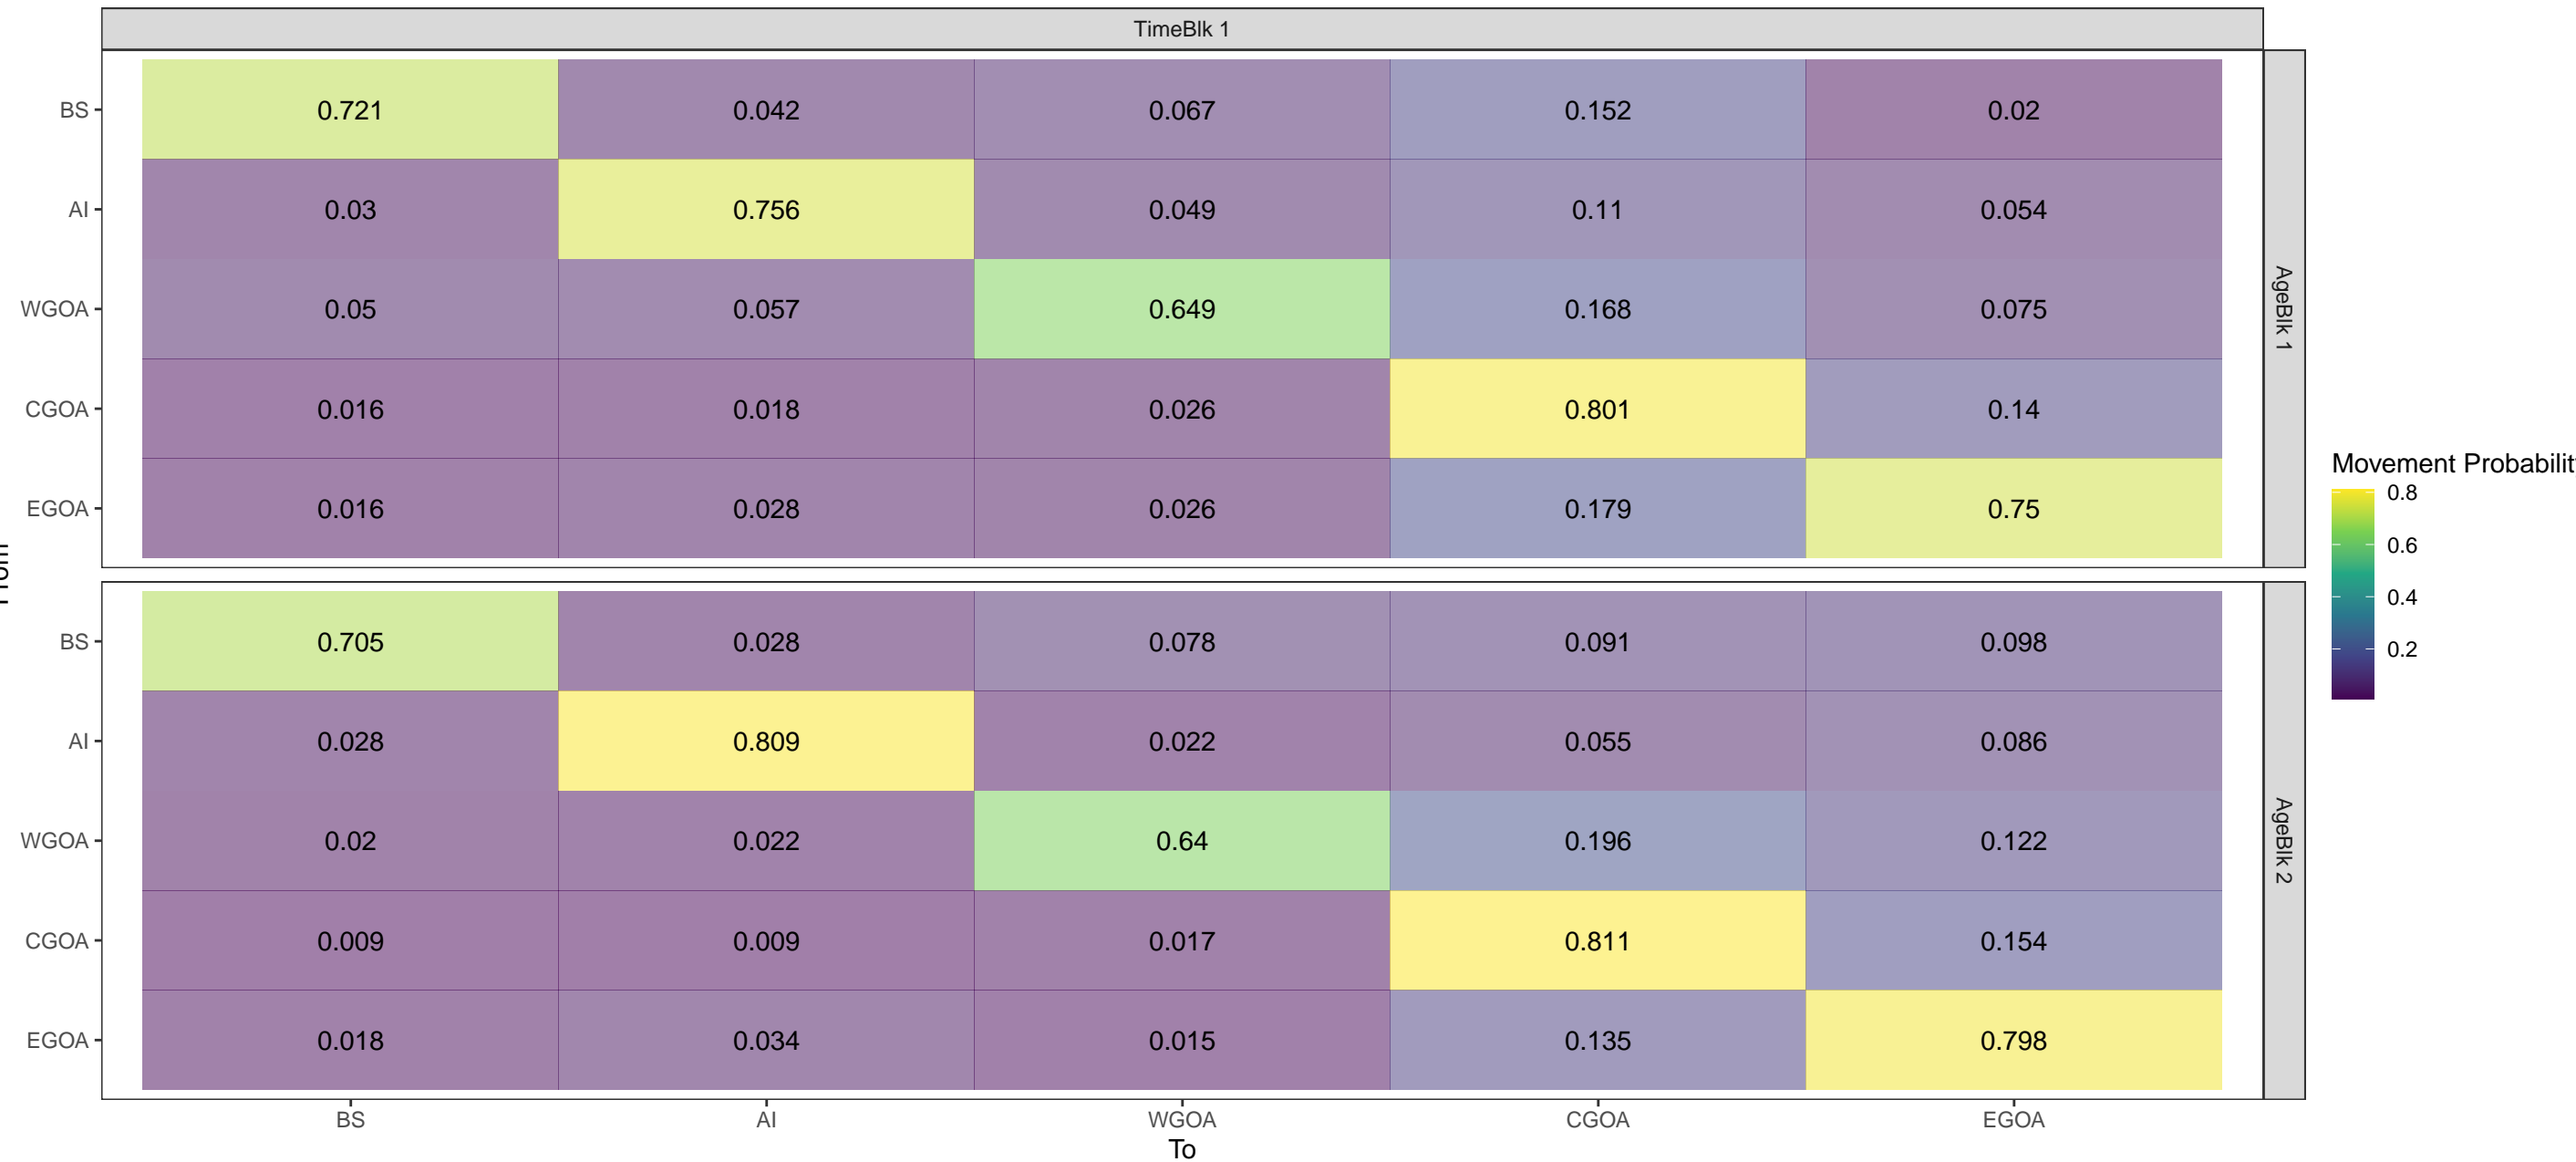 TimeBlk 1
BS 0.721 0.042 0.067 0.152 0.02
AI 0.03 0.756 0.049 0.11 0.054
WGOA 0.05 0.057 0.649 0.168 0.075
CGOA 0.016 0.018 0.026 0.801 0.14
EGOA 0.016 0.028 0.026 0.179 0.75
AgeBlk 1
BS 0.705 0.028 0.078 0.091 0.098
AI 0.028 0.809 0.022 0.055 0.086
WGOA 0.02 0.022 0.64 0.196 0.122
CGOA 0.009 0.009 0.017 0.811 0.154
EGOA 0.018 0.034 0.015 0.135 0.798
AgeBlk 2
BS AI WGOA CGOA EGOA
To
Movement Probabilit
0.8
0.6
0.4
0.2